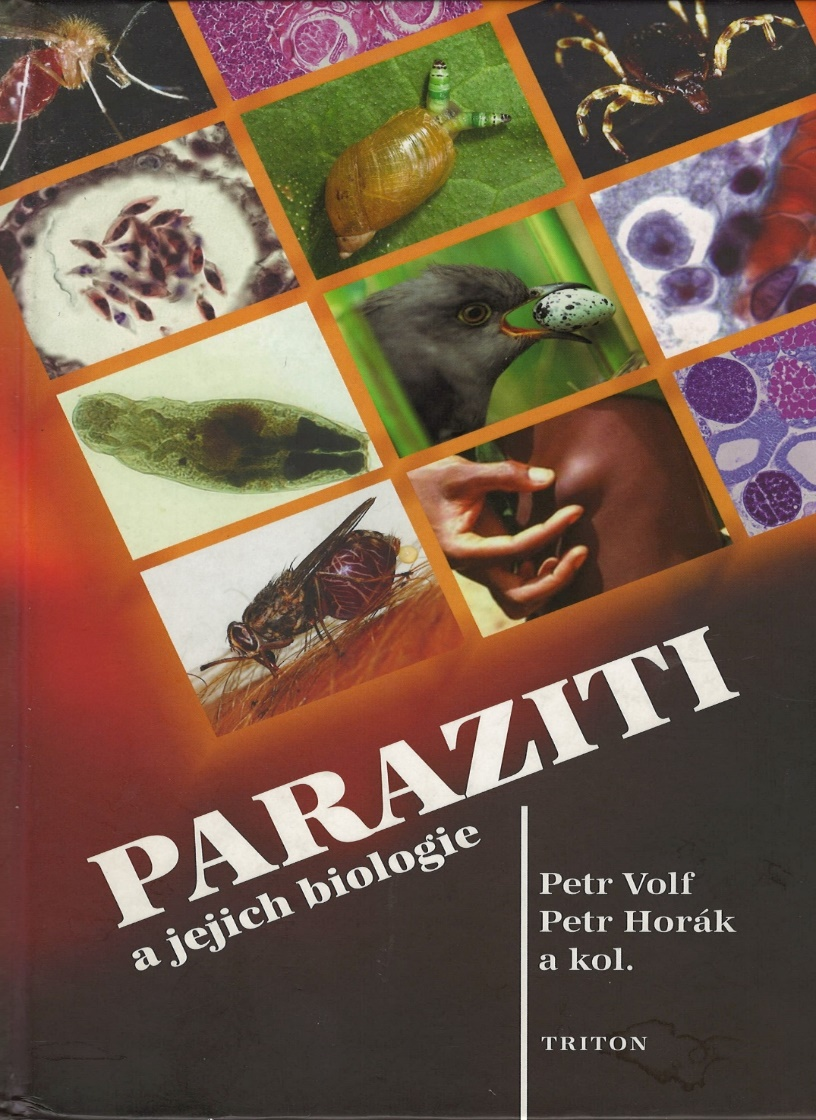 PARAZITI
a jejich biologie
Petr Volf
Petr Horák
a kol.
TRITON